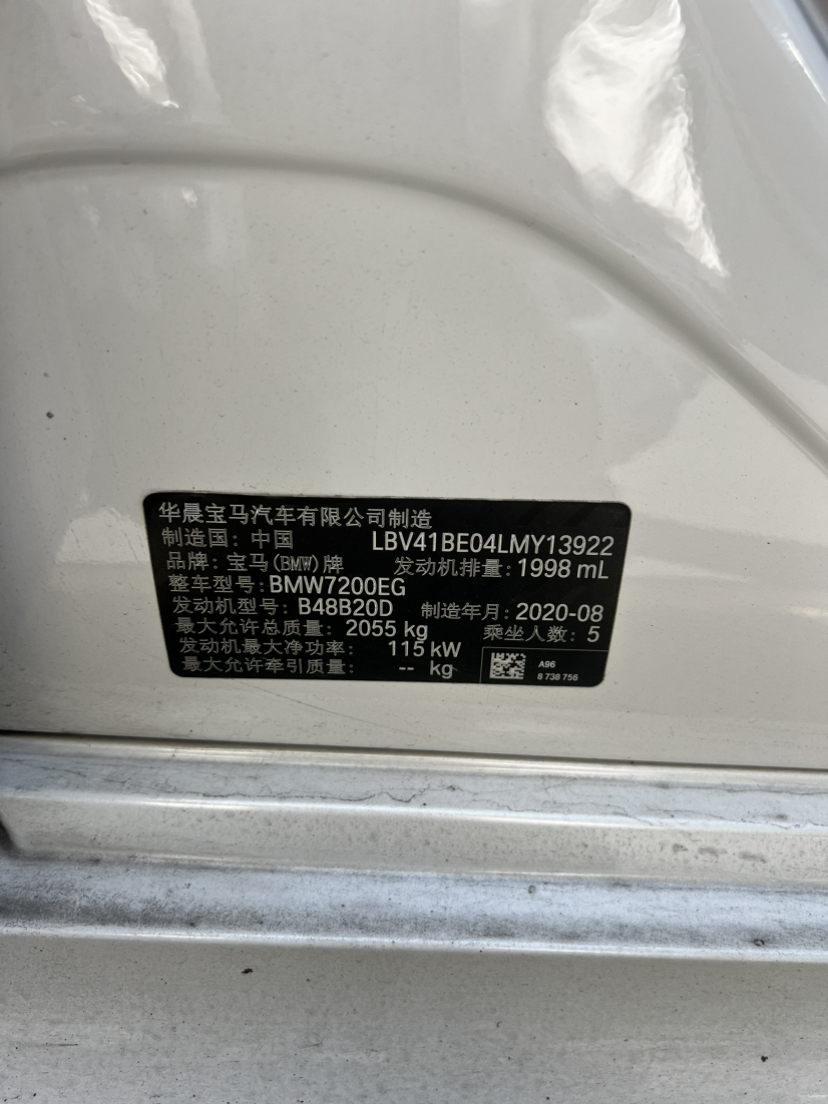 华晨宝马汽车有限公司制造
制造国：中国 LBV41BE04LMY13922
品牌：宝马(BMW)牌 发动机排量：1998 mL
整车型号：BMW7200EG
发动机型号：B48B20D 制造年月：2020-08
最大允许总质量：2055 kg 乘坐人数：5
发动机最大净功率：115 kW
最大允许牵引质量：-- kg
A96
8 738 756